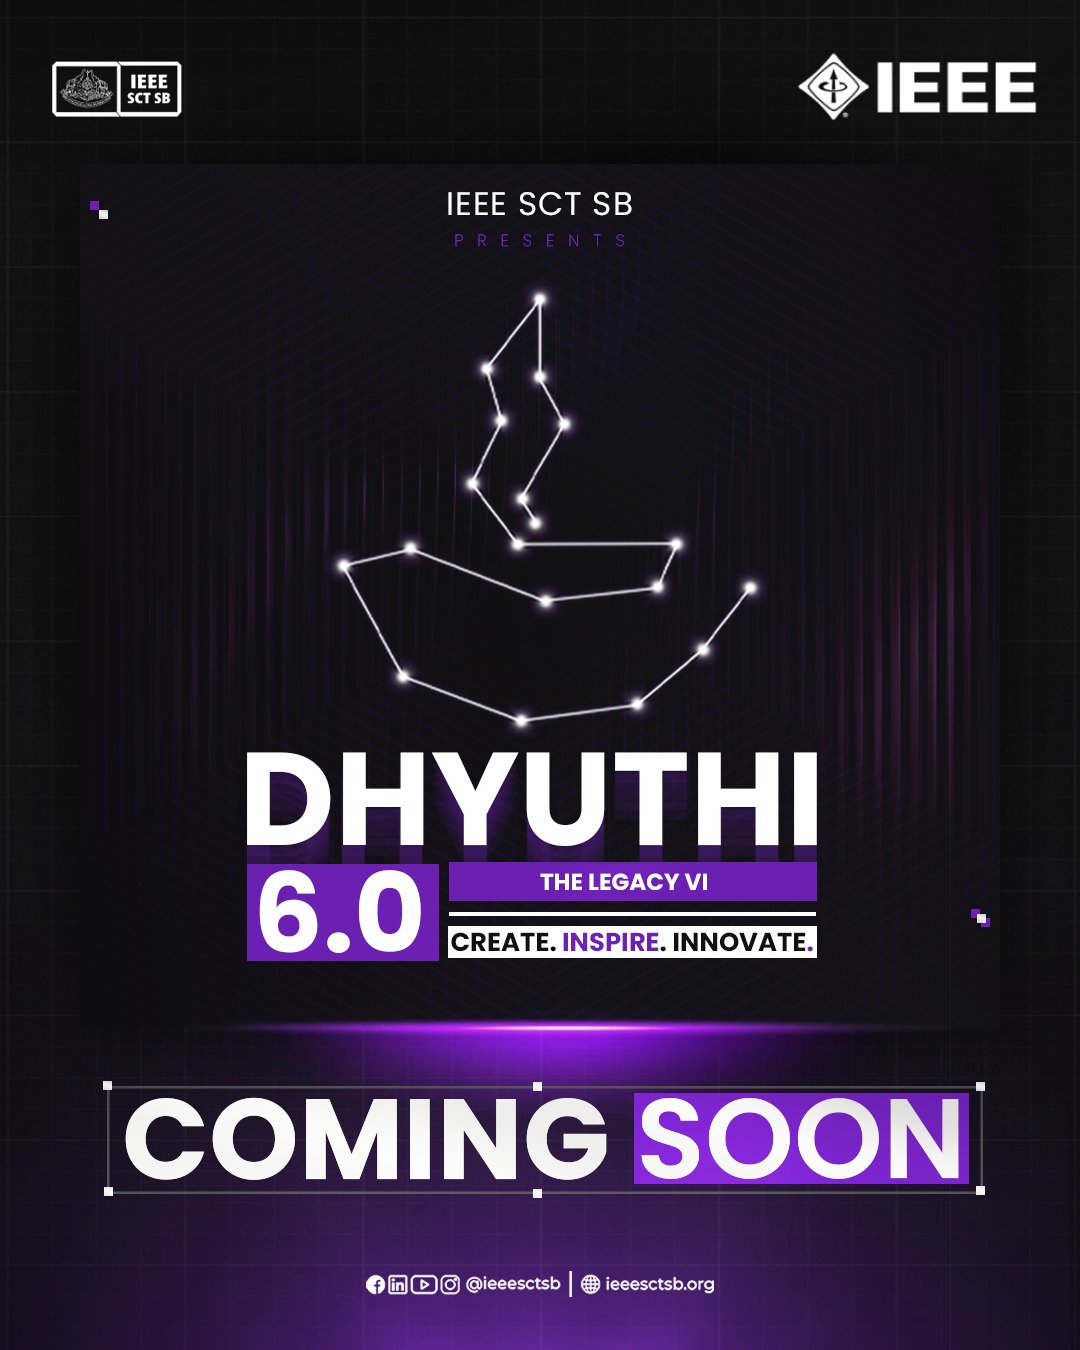 IEEE
SCT SB
IEEE
IEEE SCT SB
PRESENTS
DHYUTHI
6.0
THE LEGACY VI
CREATE. INSPIRE. INNOVATE.
COMING SOON
@ieeesctsb | ieeesctsb.org